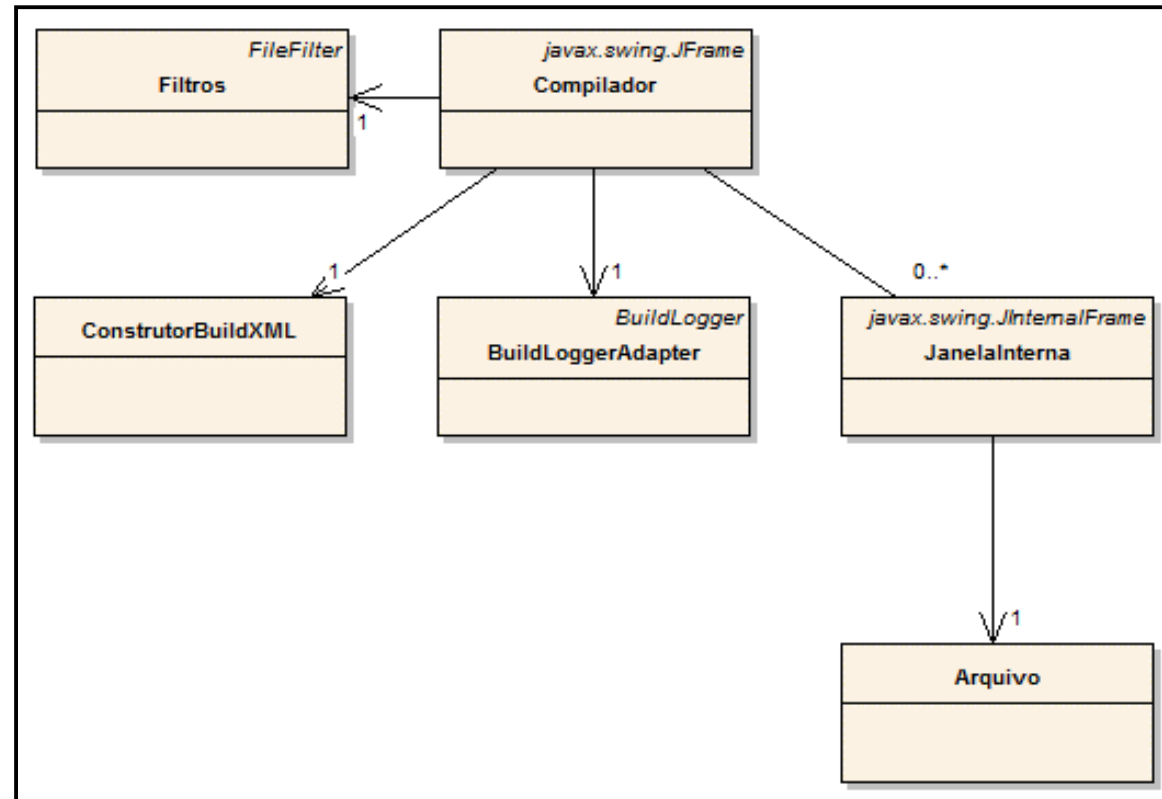 FileFilter
Filtros
javax.swing.JFrame
Compilador
1
1
1
0..*
ConstrutorBuildXML
BuildLogger
BuildLoggerAdapter
javax.swing.JInternalFrame
JanelaInterna
1
Arquivo